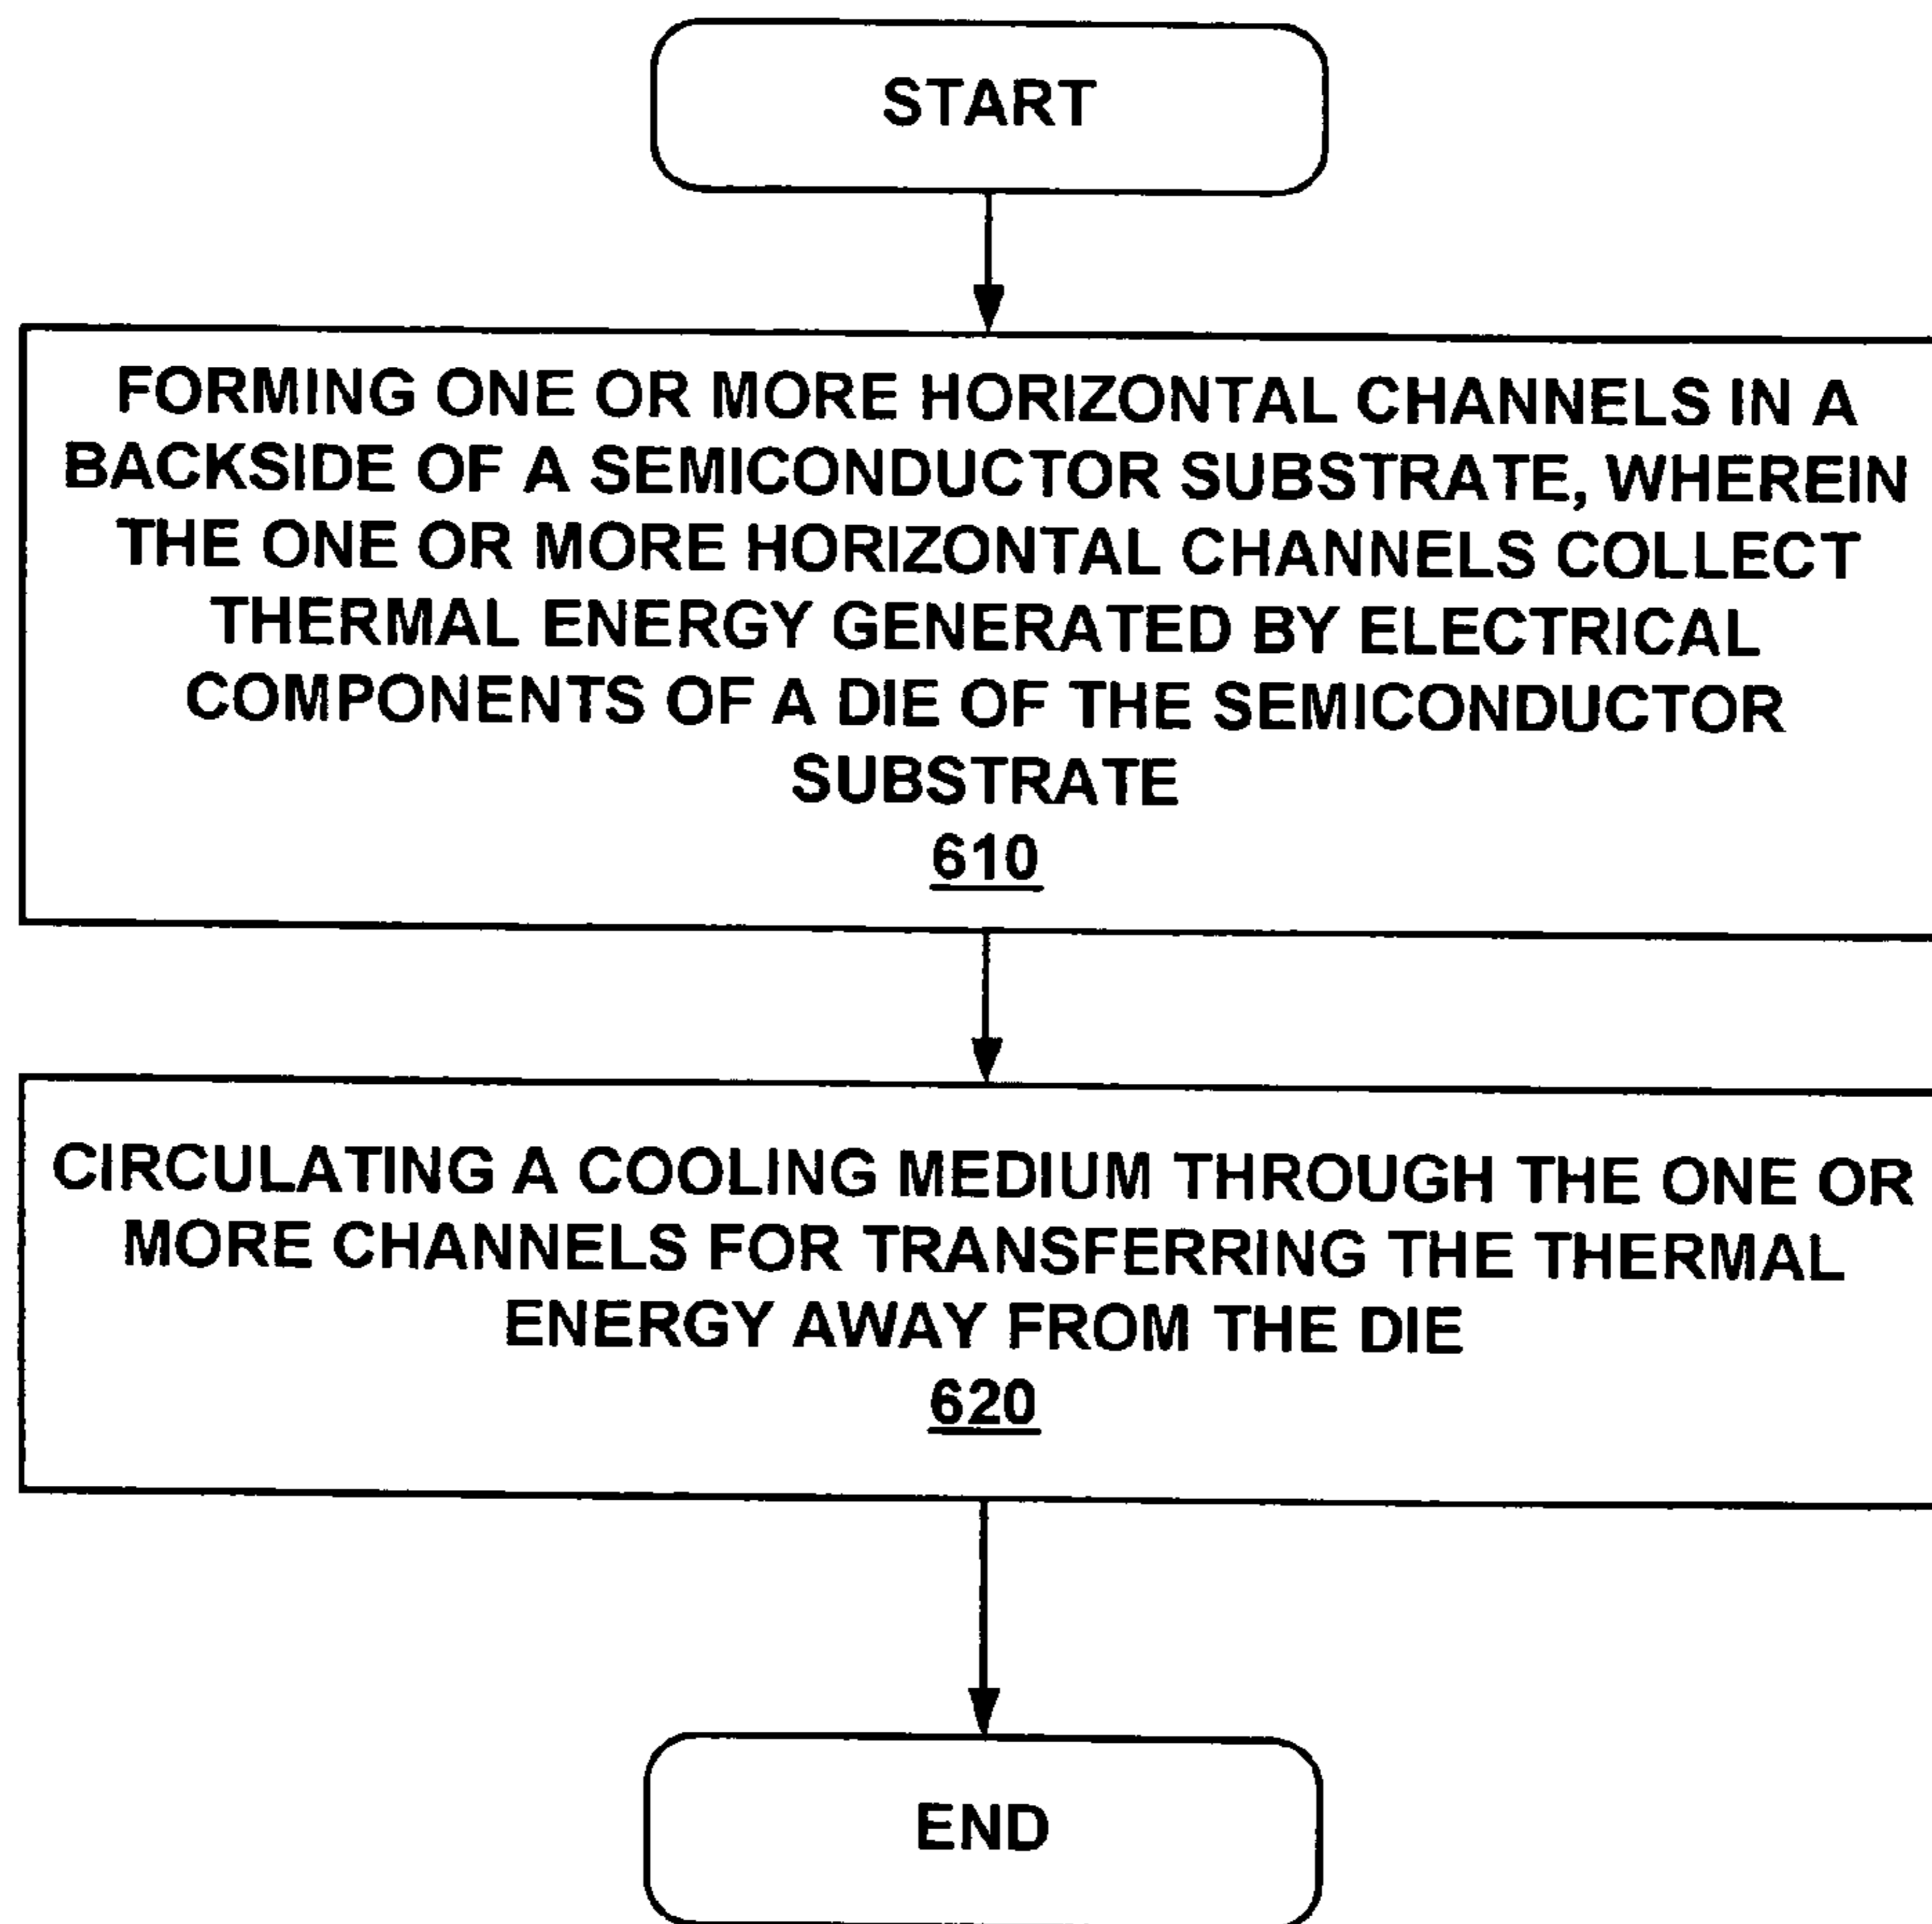 START
FORMING ONE OR MORE HORIZONTAL CHANNELS IN A
BACKSIDE OF A SEMICONDUCTOR SUBSTRATE, WHEREIN
THE ONE OR MORE HORIZONTAL CHANNELS COLLECT
THERMAL ENERGY GENERATED BY ELECTRICAL
COMPONENTS OF A DIE OF THE SEMICONDUCTOR
SUBSTRATE
610
CIRCULATING A COOLING MEDIUM THROUGH THE ONE OR
MORE CHANNELS FOR TRANSFERRING THE THERMAL
ENERGY AWAY FROM THE DIE
620
END